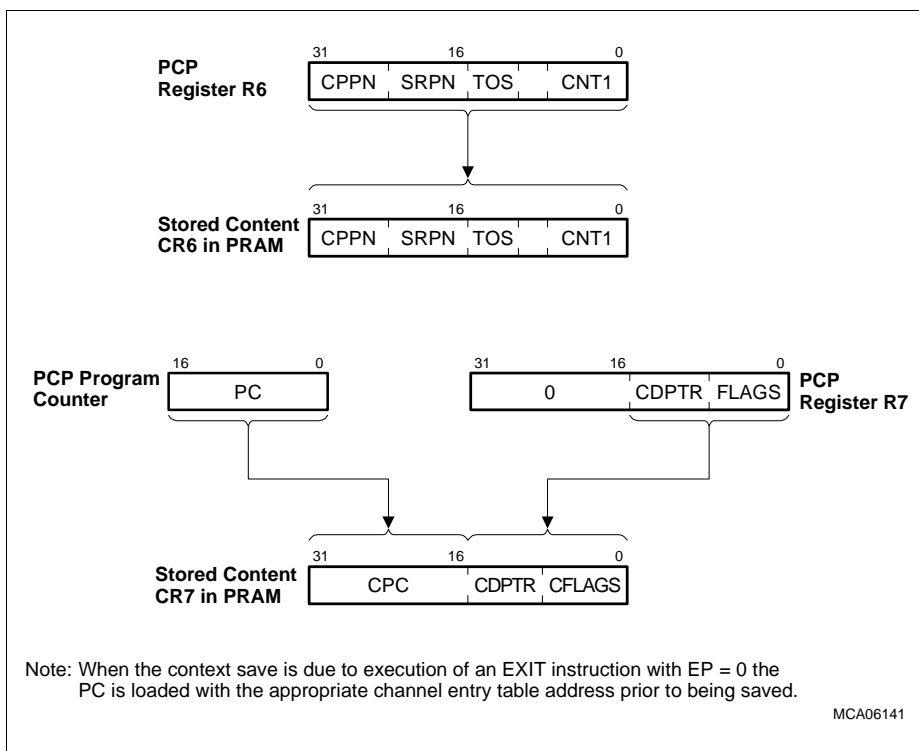 31 16 0
PCP
Register R6
CPPN SRPN TOS CNT1
31 16 0
Stored Content
CR6 in PRAM
CPPN SRPN TOS CNT1
16 0
PCP Program
Counter
PC
31 16 0
0 CDPTR FLAGS
PCP
Register R7
31 16 0
Stored Content
CR7 in PRAM
CPC CDPTR CFLAGS
Note: When the context save is due to execution of an EXIT instruction with EP = 0 the
PC is loaded with the appropriate channel entry table address prior to being saved.
MCA06141